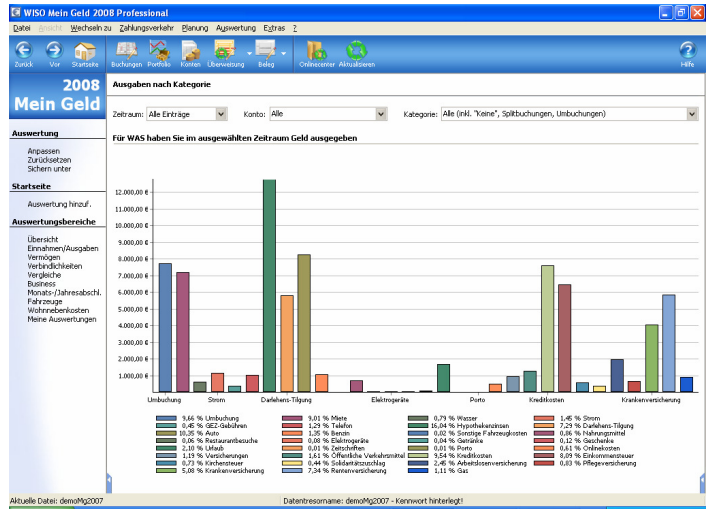 WISO Mein Geld 2008 Professional
Datei Ansicht Wechseln zu Zahlungsverkehr Planung Auswertung Extras ?
Zurück Vor Startseite Buchungen Portfolio Konten Überweisung Beleg Onlinecenter Aktualisieren Hilfe
2008
Mein Geld
Auswertung
Anpassen
Zurücksetzen
Sichern unter
Startseite
Auswertung hinzuf.
Auswertungsbereiche
Übersicht
Einnahmen/Ausgaben
Vermögen
Verbindlichkeiten
Vergleiche
Business
Monats-/Jahresabschl.
Fahrzeuge
Wohnnebenkosten
Meine Auswertungen
Ausgaben nach Kategorie
Zeitraum: Alle Einträge Konto: Alle Kategorie: Alle (inkl. "Keine", Splitbuchungen, Umbuchungen)
Für WAS haben Sie im ausgewählten Zeitraum Geld ausgegeben
12.000,00 €
11.000,00 €
10.000,00 €
9.000,00 €
8.000,00 €
7.000,00 €
6.000,00 €
5.000,00 €
4.000,00 €
3.000,00 €
2.000,00 €
1.000,00 €
Umbuchung Strom Darlehens-Tilgung Elektrogeräte Porto Kreditkosten Krankenversicherung
9,66 % Umbuchung 9,01 % Miete 0,79 % Wasser 1,45 % Strom
0,45 % GEZ-Gebühren 1,29 % Telefon 16,04 % Hypothekenzinsen 7,29 % Darlehens-Tilgung
10,35 % Auto 1,35 % Benzin 0,02 % Sonstige Fahrzeugkosten 0,86 % Nahrungsmittel
0,06 % Restaurantbesuche 0,08 % Elektrogeräte 0,04 % Getränke 0,12 % Geschenke
2,10 % Urlaub 0,01 % Zeitschriften 0,01 % Porto 0,61 % Onlinekosten
1,19 % Versicherungen 1,61 % Öffentliche Verkehrsmittel 9,54 % Kreditkosten 8,09 % Einkommensteuer
0,73 % Kirchensteuer 0,44 % Solidaritätszuschlag 2,45 % Arbeitslosenversicherung 0,83 % Pflegeversicherung
5,08 % Krankenversicherung 7,34 % Rentenversicherung 1,11 % Gas
Aktuelle Datei: demoMg2007 Datentresorname: demoMg2007 - Kennwort hinterlegt!